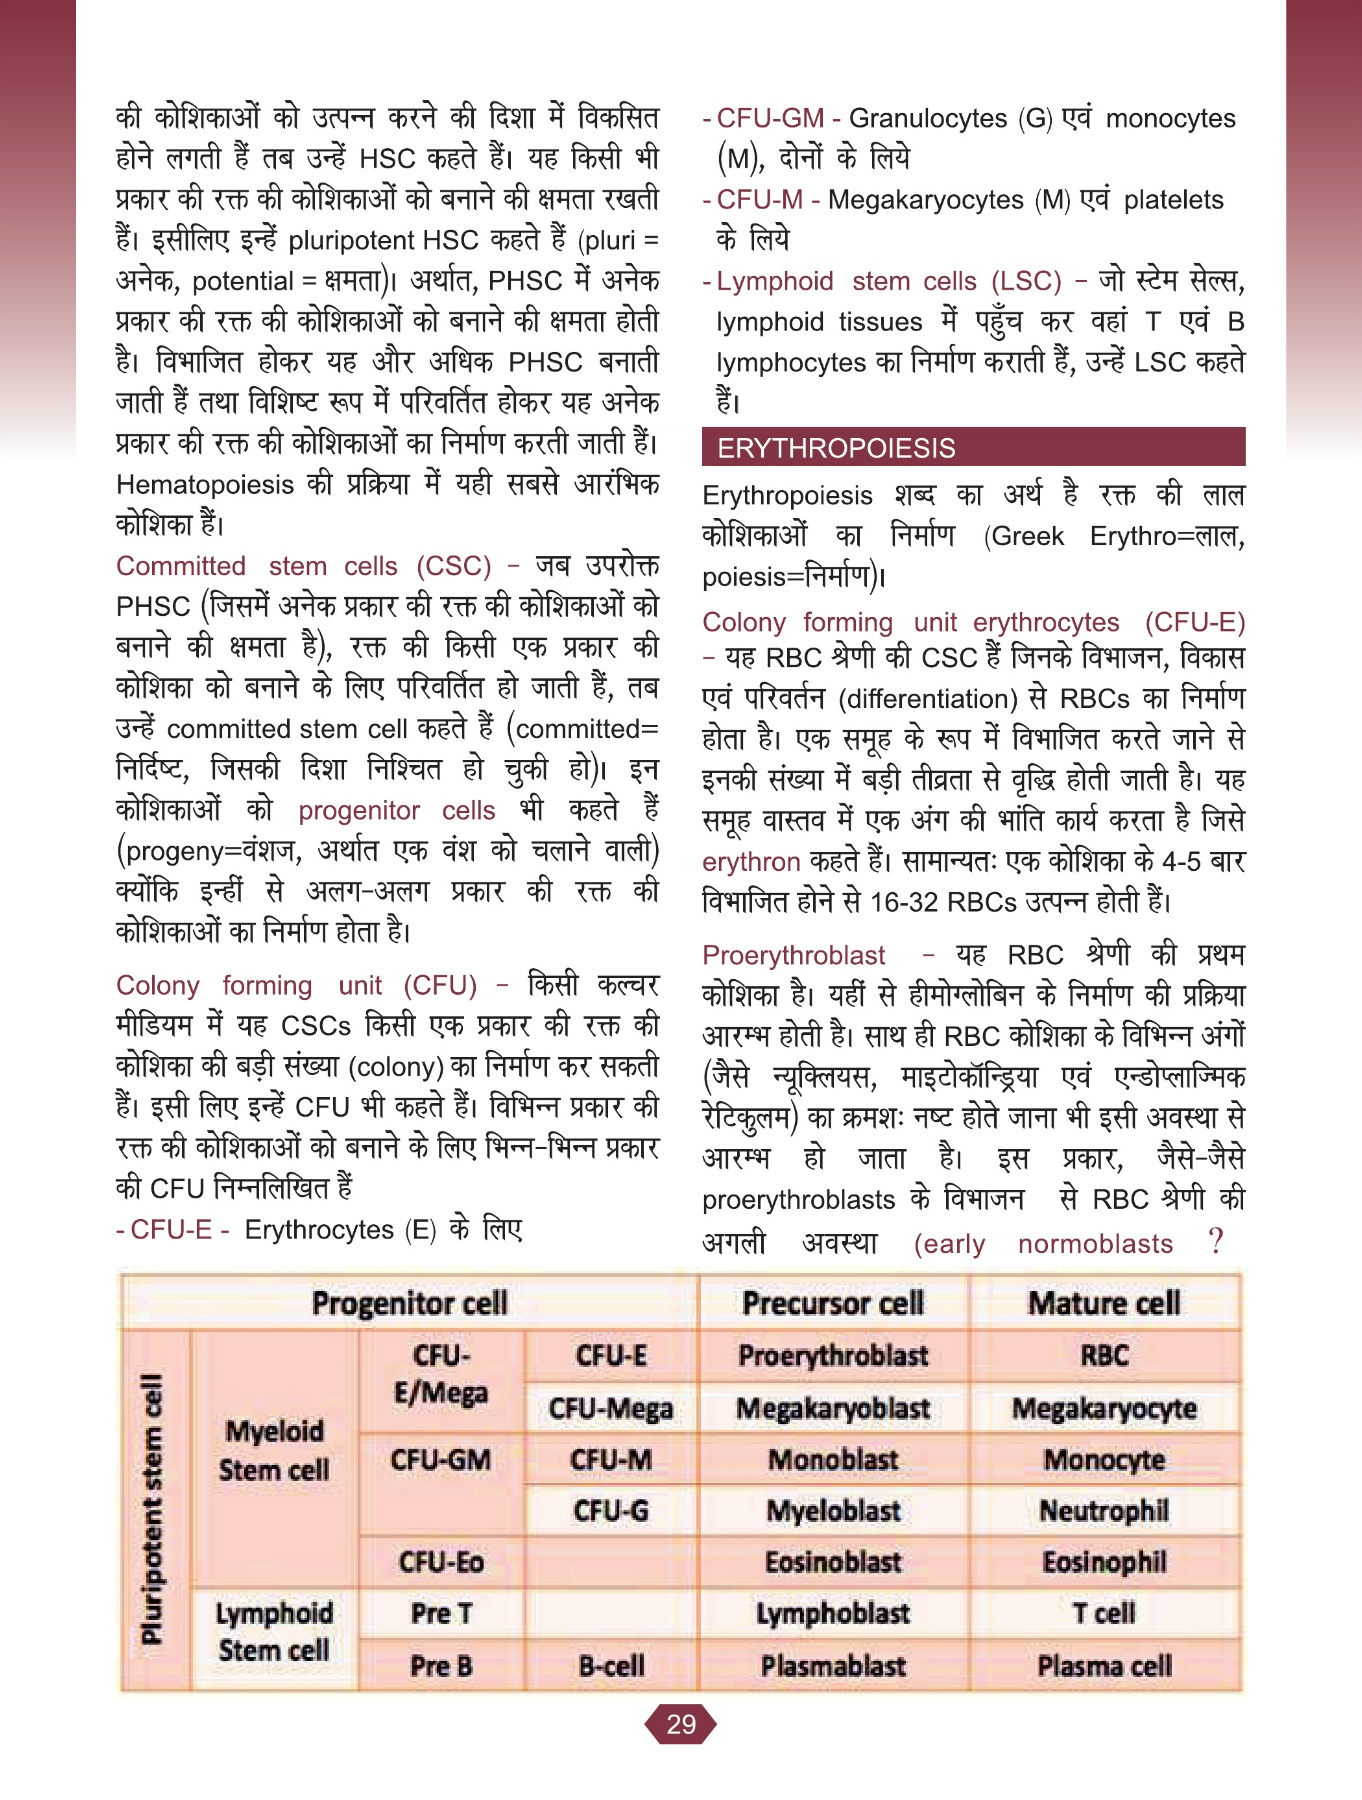 की कोशिकाओं को उत्पन्न करने की दिशा में विकसित
होने लगती हैं तब उन्हें HSC कहते हैं। यह किसी भी
प्रकार की रक्त की कोशिकाओं को बनाने की क्षमता रखती
हैं। इसीलिए इन्हें pluripotent HSC कहते हैं (pluri =
अनेक, potential = क्षमता)। अर्थात, PHSC में अनेक
प्रकार की रक्त की कोशिकाओं को बनाने की क्षमता होती
है। विभाजित होकर यह और अधिक PHSC बनाती
जाती हैं तथा विशिष्ट रूप में परिवर्तित होकर यह अनेक
प्रकार की रक्त की कोशिकाओं का निर्माण करती जाती हैं।
Hematopoiesis की प्रक्रिया में यही सबसे आरंभिक
कोशिका हैं।
Committed stem cells (CSC) – जब उपरोक्त
PHSC (जिसमें अनेक प्रकार की रक्त की कोशिकाओं को
बनाने की क्षमता है), रक्त की किसी एक प्रकार की
कोशिका को बनाने के लिए परिवर्तित हो जाती हैं, तब
उन्हें committed stem cell कहते हैं (committed=
निर्दिष्ट, जिसकी दिशा निश्चित हो चुकी हो)। इन
कोशिकाओं को progenitor cells भी कहते हैं
(progeny=वंशज, अर्थात एक वंश को चलाने वाली)
क्योंकि इन्हीं से अलग-अलग प्रकार की रक्त की
कोशिकाओं का निर्माण होता है।
Colony forming unit (CFU) – किसी कल्चर
मीडियम में यह CSCs किसी एक प्रकार की रक्त की
कोशिका की बड़ी संख्या (colony) का निर्माण कर सकती
हैं। इसी लिए इन्हें CFU भी कहते हैं। विभिन्न प्रकार की
रक्त की कोशिकाओं को बनाने के लिए भिन्न-भिन्न प्रकार
की CFU निम्नलिखित हैं
- CFU-E - Erythrocytes (E) के लिए
- CFU-GM - Granulocytes (G) एवं monocytes
(M), दोनों के लिये
- CFU-M - Megakaryocytes (M) एवं platelets
के लिये
- Lymphoid stem cells (LSC) – जो स्टेम सेल्स,
lymphoid tissues में पहुँच कर वहां T एवं B
lymphocytes का निर्माण कराती हैं, उन्हें LSC कहते
हैं।
ERYTHROPOIESIS
Erythropoiesis शब्द का अर्थ है रक्त की लाल
कोशिकाओं का निर्माण (Greek Erythro=लाल,
poiesis=निर्माण)।
Colony forming unit erythrocytes (CFU-E)
– यह RBC श्रेणी की CSC हैं जिनके विभाजन, विकास
एवं परिवर्तन (differentiation) से RBCs का निर्माण
होता है। एक समूह के रूप में विभाजित करते जाने से
इनकी संख्या में बड़ी तीव्रता से वृद्धि होती जाती है। यह
समूह वास्तव में एक अंग की भांति कार्य करता है जिसे
erythron कहते हैं। सामान्यतः एक कोशिका के 4-5 बार
विभाजित होने से 16-32 RBCs उत्पन्न होती हैं।
Proerythroblast – यह RBC श्रेणी की प्रथम
कोशिका है। यहीं से हीमोग्लोबिन के निर्माण की प्रक्रिया
आरम्भ होती है। साथ ही RBC कोशिका के विभिन्न अंगों
(जैसे न्यूक्लियस, माइटोकॉन्ड्रिया एवं एन्डोप्लाज्मिक
रेटिकुलम) का क्रमशः नष्ट होते जाना भी इसी अवस्था से
आरम्भ हो जाता है। इस प्रकार, जैसे-जैसे
proerythroblasts के विभाजन से RBC श्रेणी की
अगली अवस्था (early normoblasts ?
Progenitor cell Precursor cell Mature cell
Pluripotent stem cell
Myeloid
Stem cell
CFU-
E/Mega
CFU-E Proerythroblast RBC
CFU-Mega Megakaryoblast Megakaryocyte
CFU-GM CFU-M Monoblast Monocyte
CFU-G Myeloblast Neutrophil
CFU-Eo Eosinoblast Eosinophil
Lymphoid
Stem cell
Pre T Lymphoblast T cell
Pre B B-cell Plasmablast Plasma cell
29